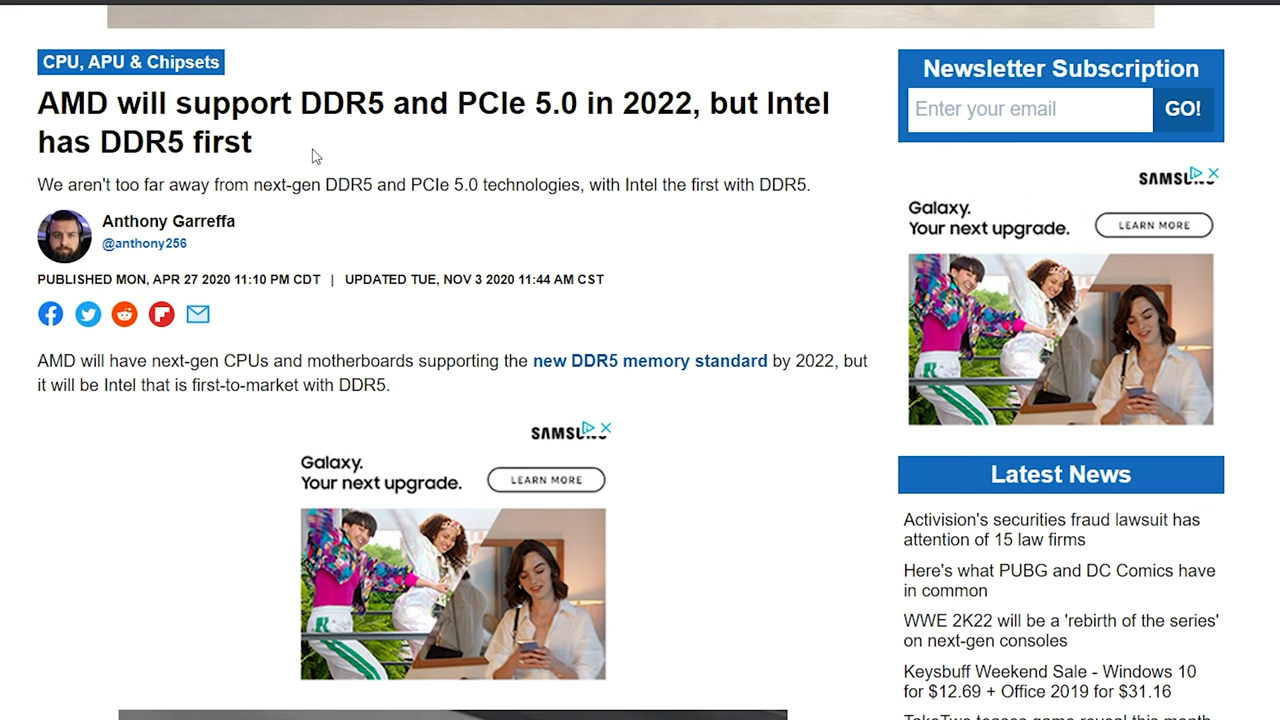 CPU, APU & Chipsets
AMD will support DDR5 and PCIe 5.0 in 2022, but Intel
has DDR5 first
We aren't too far away from next-gen DDR5 and PCIe 5.0 technologies, with Intel the first with DDR5.
Anthony Garreffa
@anthony256
PUBLISHED MON, APR 27 2020 11:10 PM CDT | UPDATED TUE, NOV 3 2020 11:44 AM CST
AMD will have next-gen CPUs and motherboards supporting the new DDR5 memory standard by 2022, but
it will be Intel that is first-to-market with DDR5.
Galaxy.
Your next upgrade.
LEARN MORE
Newsletter Subscription
Enter your email
GO!
Galaxy.
Your next upgrade.
LEARN MORE
Latest News
Activision's securities fraud lawsuit has
attention of 15 law firms
Here's what PUBG and DC Comics have
in common
WWE 2K22 will be a 'rebirth of the series'
on next-gen consoles
Keysbuff Weekend Sale - Windows 10
for $12.69 + Office 2019 for $31.16